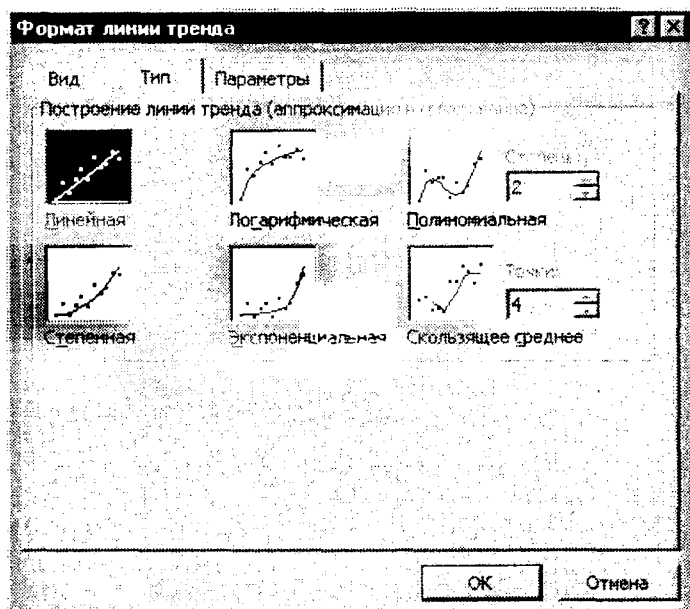 Формат линии тренда
Вид Тип Параметры
Построение линии тренда (аппроксимация
Линейная Логарифмическая Полиномиальная
2
Степенная Экспоненциальная Скользящее среднее
Точки:
4
ОК Отмена